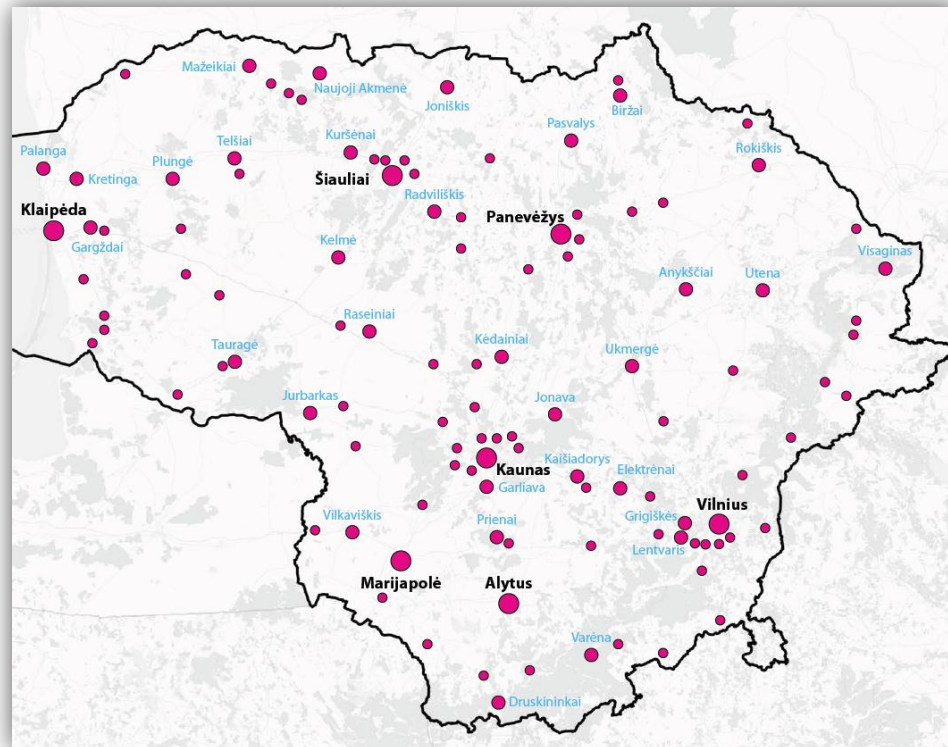 Mažeikiai
Naujoji Akmenė
Joniškis
Biržai
Pasvalys
Rokiškis
Palanga
Kretinga
Plungė
Telšiai
Kuršėnai
Šiauliai
Radviliškis
Klaipėda
Gargždai
Panevėžys
Kelmė
Visaginas
Anykščiai
Utena
Raseiniai
Kėdainiai
Ukmergė
Tauragė
Jurbarkas
Jonava
Kaunas
Kaišiadorys
Elektrėnai
Garliava
Vilnius
Grigiškės
Lentvaris
Vilkaviškis
Prienai
Marijapolė
Alytus
Varėna
Druskininkai